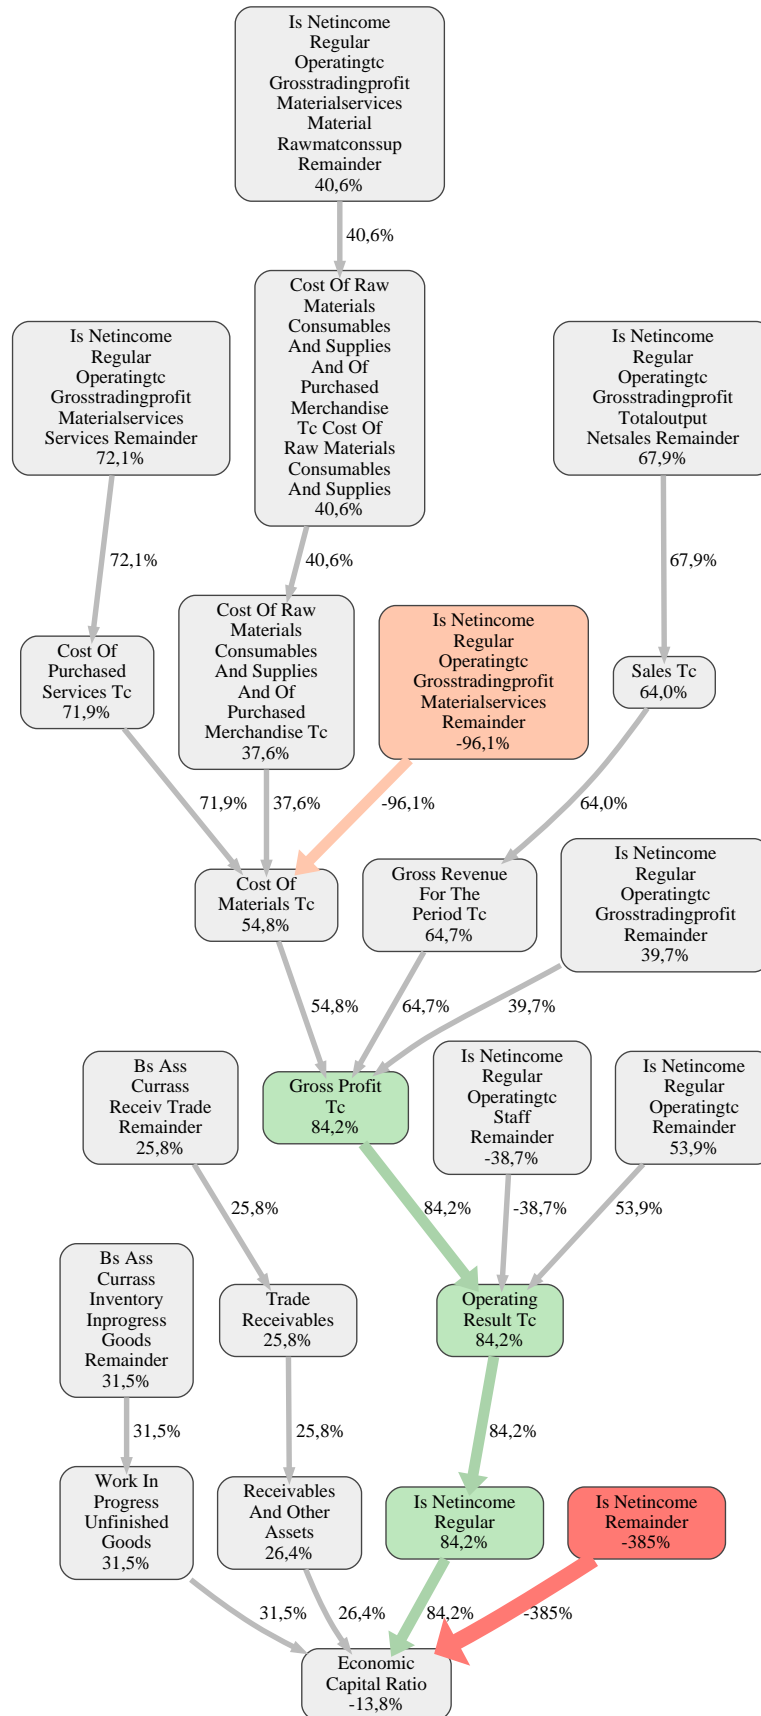 Is Netincome
Regular
Operatingtc
Grosstradingprofit
Materialservices
Material
Rawmatconssup
Remainder
40,6%
40,6%
Cost Of Raw
Materials
Consumables
And Supplies
And Of
Purchased
Merchandise
Tc Cost Of
Raw Materials
Consumables
And Supplies
40,6%
Is Netincome
Regular
Operatingtc
Grosstradingprofit
Materialservices
Services Remainder
72,1%
Is Netincome
Regular
Operatingtc
Grosstradingprofit
Totaloutput
Netsales Remainder
67,9%
72,1%
40,6%
67,9%
Cost Of
Purchased
Services Tc
71,9%
Cost Of Raw
Materials
Consumables
And Supplies
And Of
Purchased
Merchandise Tc
37,6%
Is Netincome
Regular
Operatingtc
Grosstradingprofit
Materialservices
Remainder
-96,1%
Sales Tc
64,0%
71,9%
37,6%
-96,1%
64,0%
Cost Of
Materials Tc
54,8%
Gross Revenue
For The
Period Tc
64,7%
Is Netincome
Regular
Operatingtc
Grosstradingprofit
Remainder
39,7%
54,8%
64,7%
39,7%
Bs Ass
Currass
Receiv Trade
Remainder
25,8%
Gross Profit
Tc
84,2%
Is Netincome
Regular
Operatingtc
Staff
Remainder
-38,7%
Is Netincome
Regular
Operatingtc
Remainder
53,9%
25,8%
84,2%
-38,7%
53,9%
Bs Ass
Currass
Inventory
Inprogress
Goods
Remainder
31,5%
Trade
Receivables
25,8%
Operating
Result Tc
84,2%
31,5%
25,8%
84,2%
Work In
Progress
Unfinished
Goods
31,5%
Receivables
And Other
Assets
26,4%
Is Netincome
Regular
84,2%
Is Netincome
Remainder
-385%
31,5%
26,4%
84,2%
-385%
Economic
Capital Ratio
-13,8%